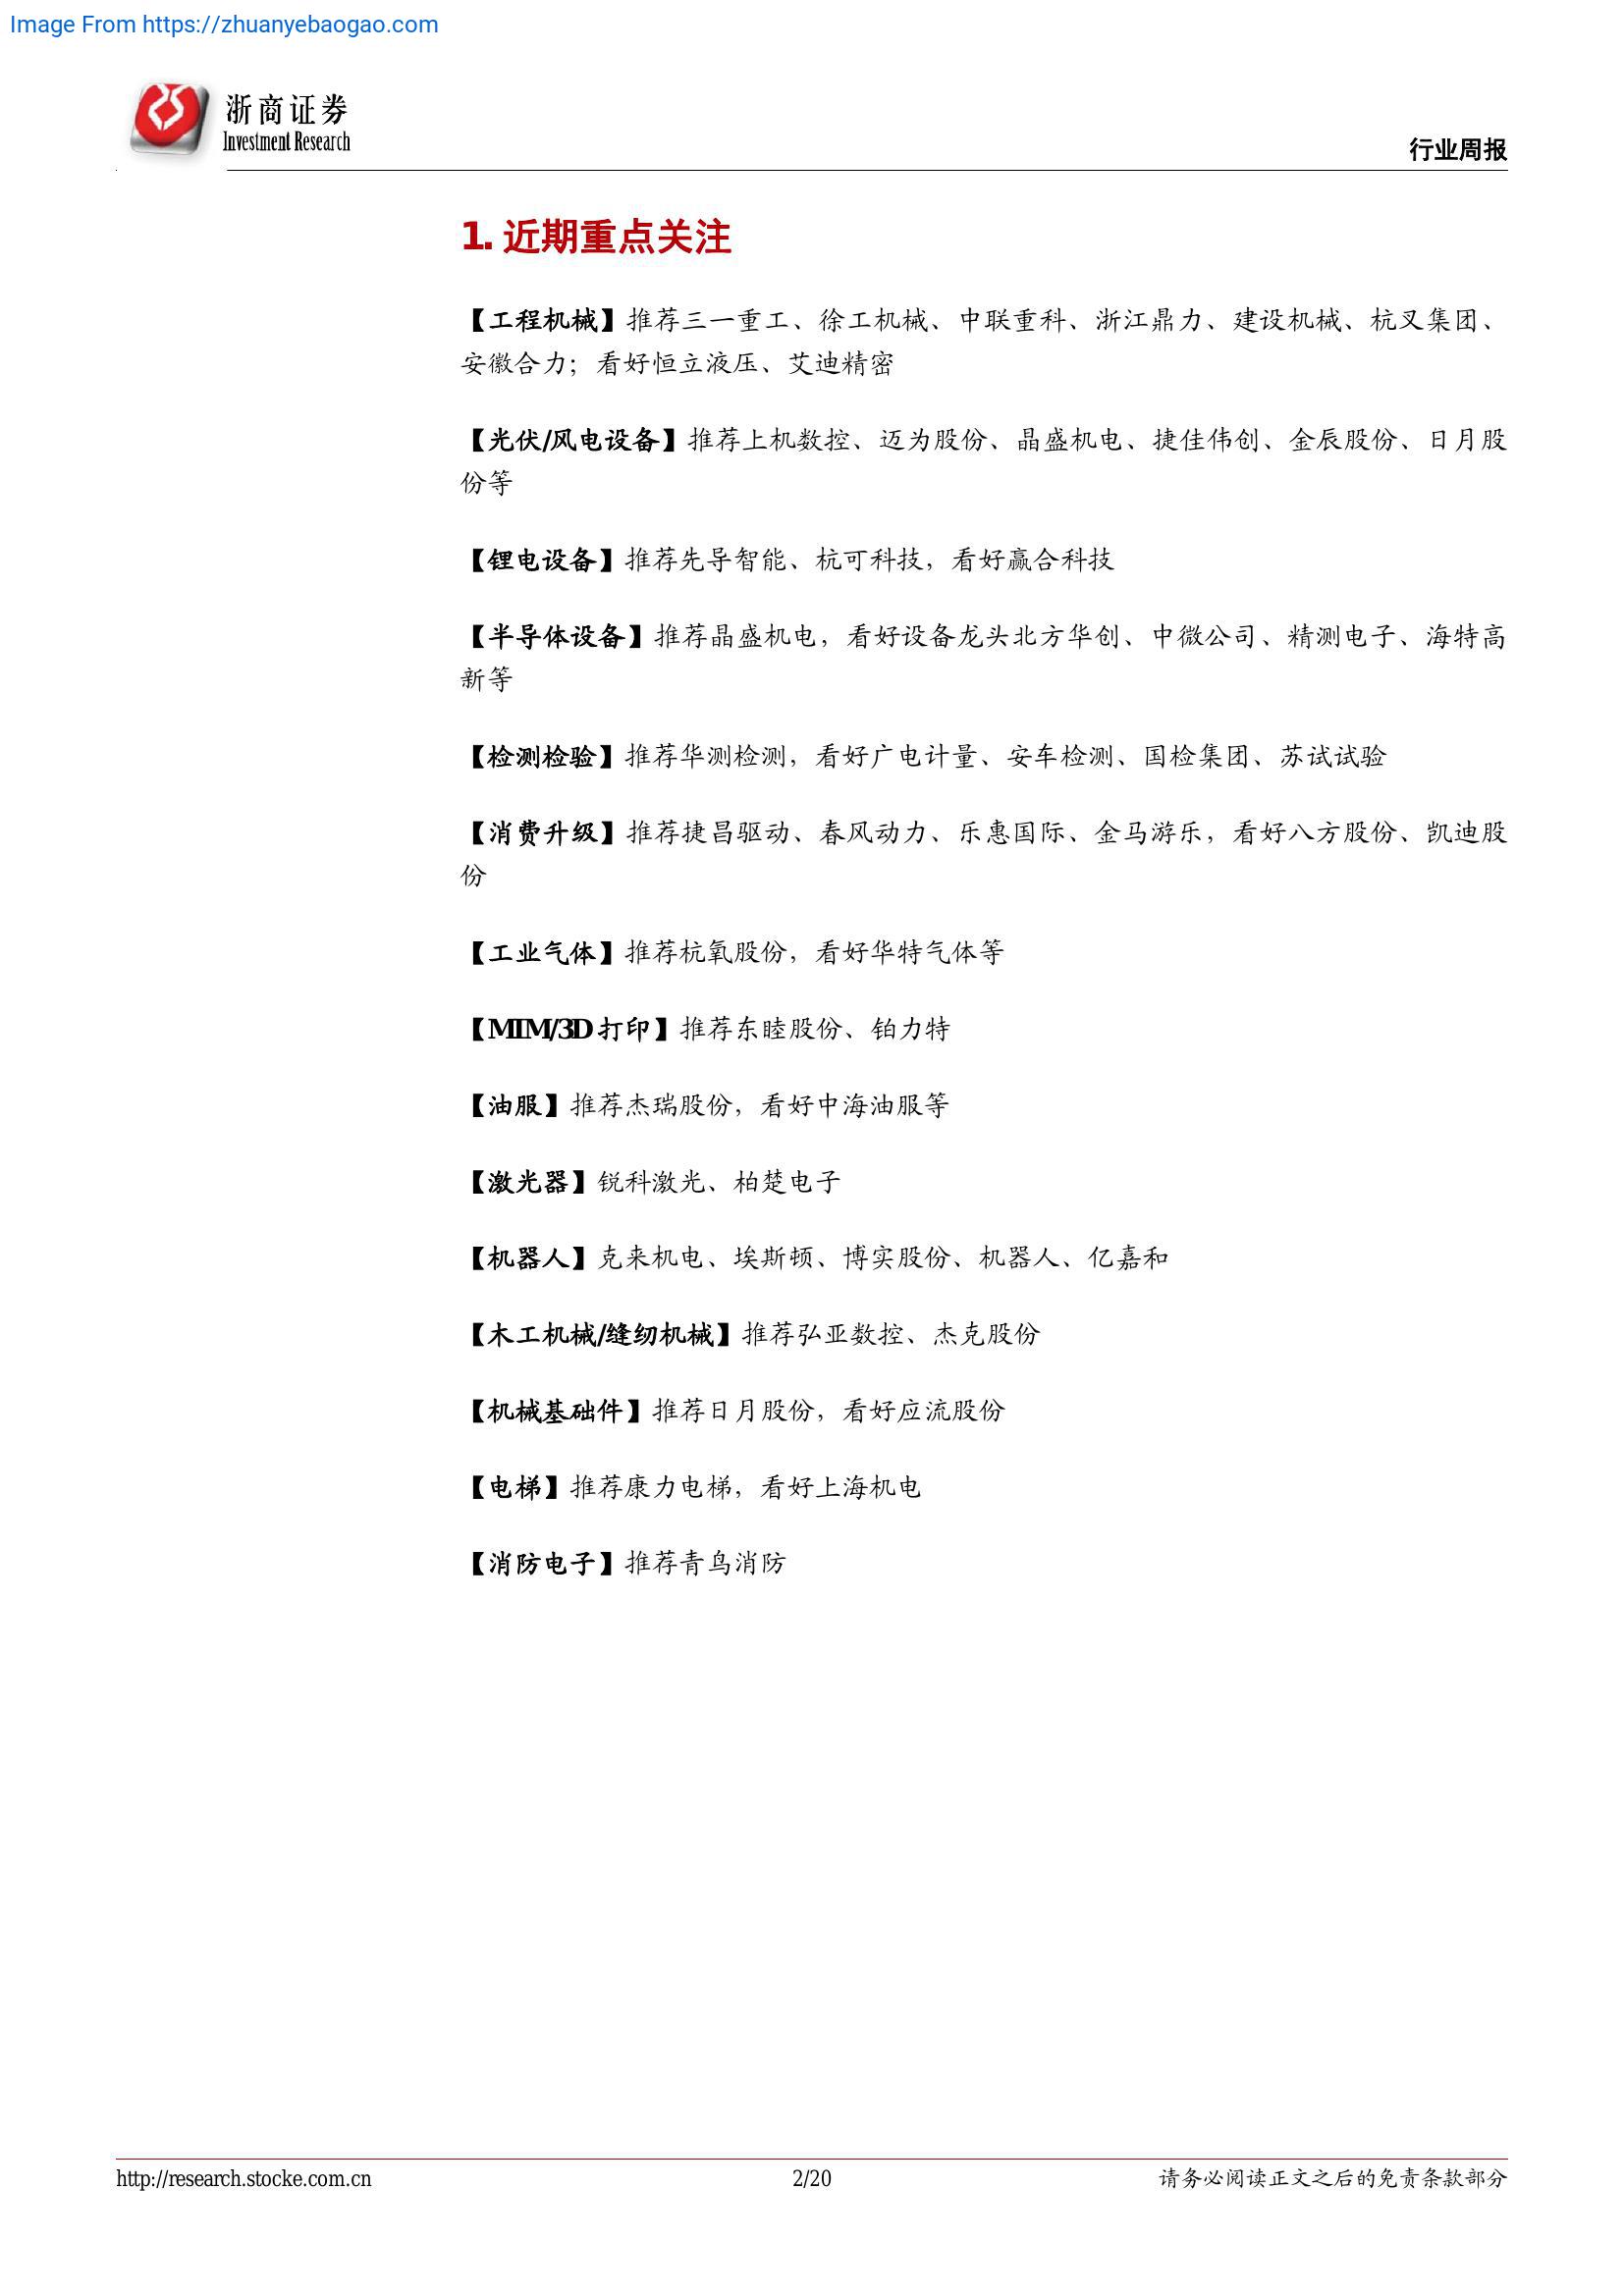 Image From https://zhuanyebaogao.com
浙商证券
Investment Research
行业周报
1. 近期重点关注
【工程机械】推荐三一重工、徐工机械、中联重科、浙江鼎力、建设机械、杭叉集团、
安徽合力；看好恒立液压、艾迪精密
【光伏/风电设备】推荐上机数控、迈为股份、晶盛机电、捷佳伟创、金辰股份、日月股
份等
【锂电设备】推荐先导智能、杭可科技，看好赢合科技
【半导体设备】推荐晶盛机电，看好设备龙头北方华创、中微公司、精测电子、海特高
新等
【检测检验】推荐华测检测，看好广电计量、安车检测、国检集团、苏试试验
【消费升级】推荐捷昌驱动、春风动力、乐惠国际、金马游乐，看好八方股份、凯迪股
份
【工业气体】推荐杭氧股份，看好华特气体等
【MIM/3D 打印】推荐东睦股份、铂力特
【油服】推荐杰瑞股份，看好中海油服等
【激光器】锐科激光、柏楚电子
【机器人】克来机电、埃斯顿、博实股份、机器人、亿嘉和
【木工机械/缝纫机械】推荐弘亚数控、杰克股份
【机械基础件】推荐日月股份，看好应流股份
【电梯】推荐康力电梯，看好上海机电
【消防电子】推荐青鸟消防
http://research.stocke.com.cn
2/20
请务必阅读正文之后的免责条款部分